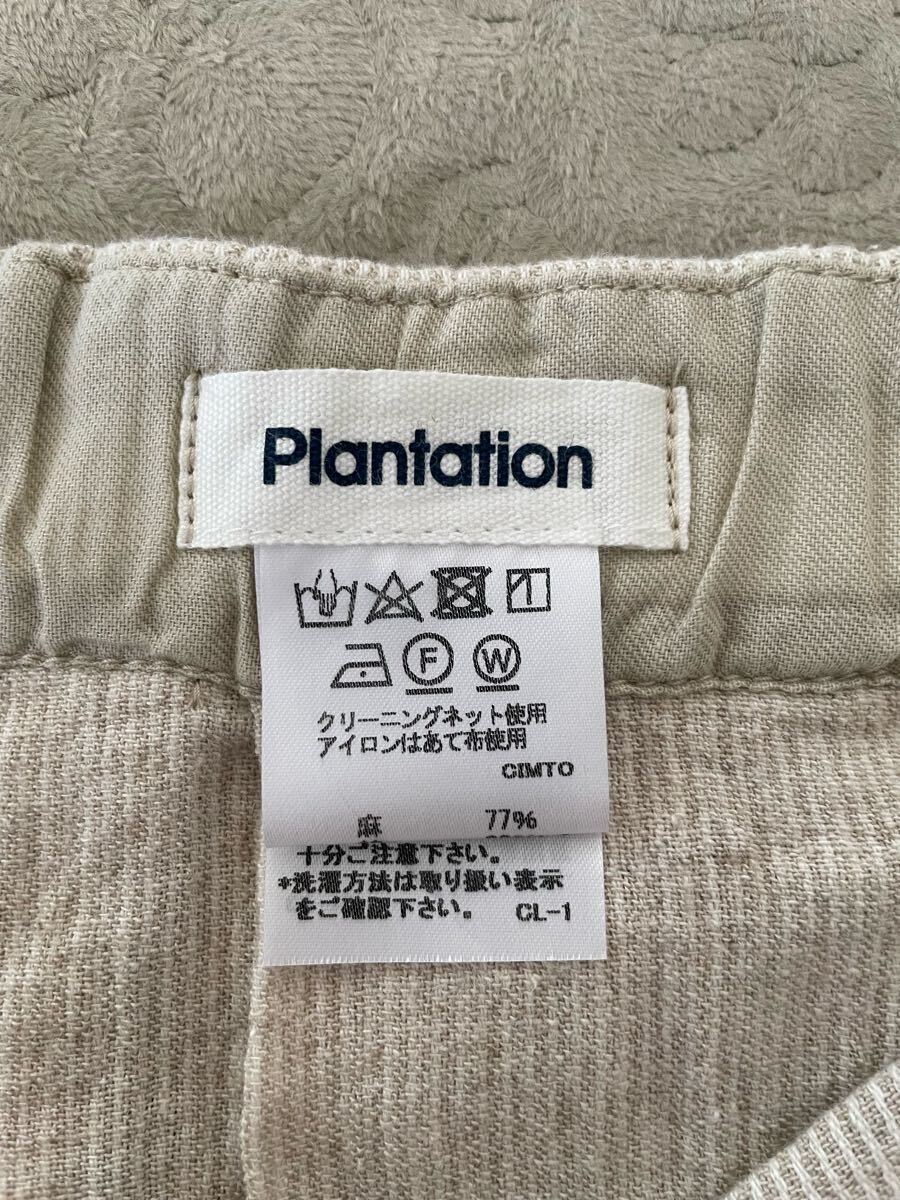 Plantation
F W
クリーニングネット使用
アイロンはあて布使用
CIMTO
麻 77%
十分ご注意下さい。
*洗濯方法は取り扱い表示
をご確認下さい。 CL-1